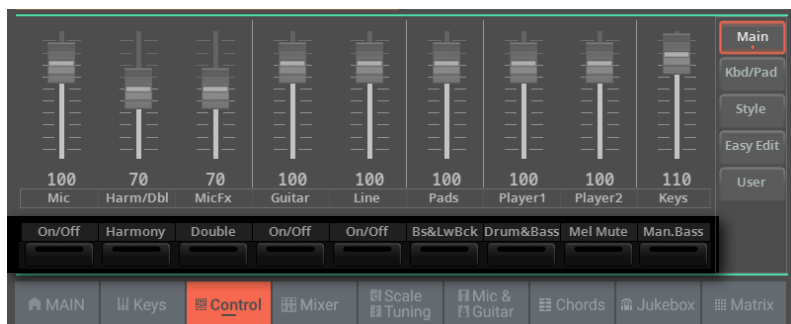 Main
Kbd/Pad
Style
Easy Edit
User
100 70 70 100 100 100 100 100 110
Mic Harm/Dbl MicFx Guitar Line Pads Player1 Player2 Keys
On/Off Harmony Double On/Off On/Off Bs&LwBck Drum&Bass Mel Mute Man.Bass
MAIN Keys Control Mixer Scale Tuning Mic & Guitar Chords Jukebox Matrix